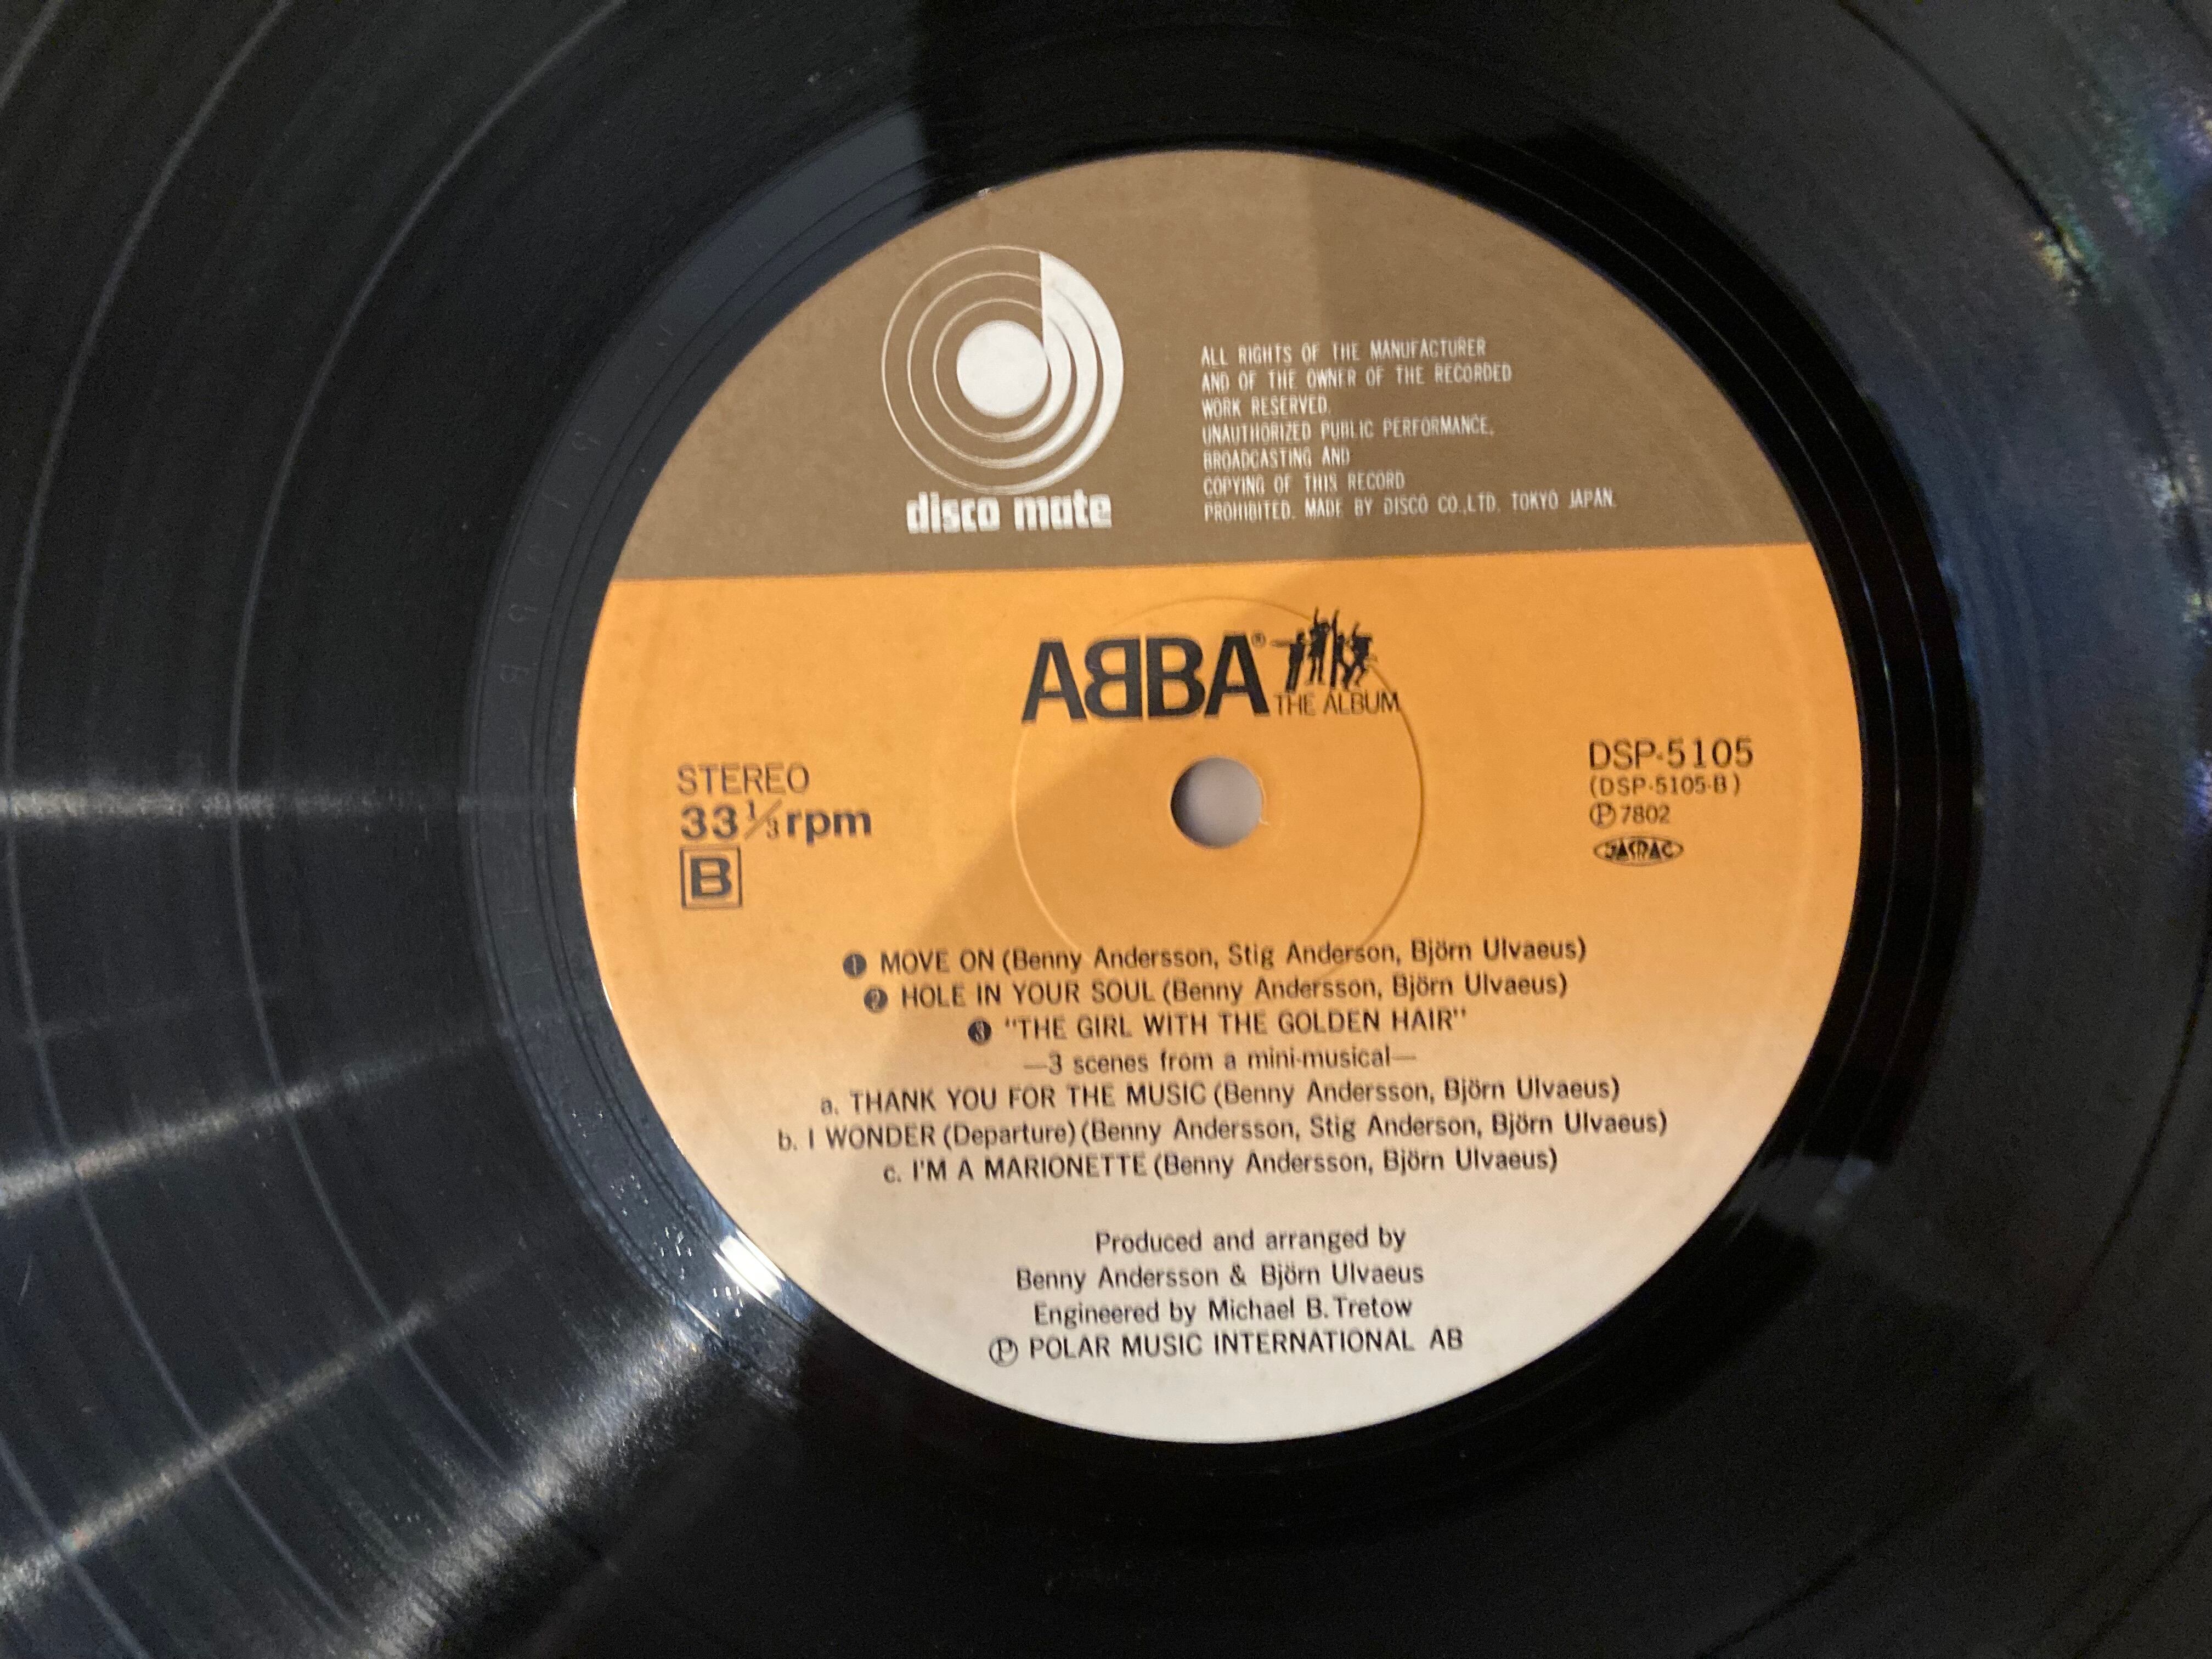 disco mate
ALL RIGHTS OF THE MANUFACTURER
AND OF THE OWNER OF THE RECORDED
WORK RESERVED.
UNAUTHORIZED PUBLIC PERFORMANCE,
BROADCASTING AND
COPYING OF THIS RECORD
PROHIBITED. MADE BY DISCO CO.,LTD. TOKYO JAPAN.
ABBA®
THE ALBUM
STEREO
33 1/3 rpm
B
DSP-5105
(DSP-5105-B)
Ⓟ7802
JASRAC
❶ MOVE ON (Benny Andersson, Stig Anderson, Björn Ulvaeus)
❷ HOLE IN YOUR SOUL (Benny Andersson, Björn Ulvaeus)
❸ "THE GIRL WITH THE GOLDEN HAIR"
—3 scenes from a mini-musical—
a. THANK YOU FOR THE MUSIC (Benny Andersson, Björn Ulvaeus)
b. I WONDER (Departure) (Benny Andersson, Stig Anderson, Björn Ulvaeus)
c. I'M A MARIONETTE (Benny Andersson, Björn Ulvaeus)
Produced and arranged by
Benny Andersson & Björn Ulvaeus
Engineered by Michael B. Tretow
Ⓟ POLAR MUSIC INTERNATIONAL AB